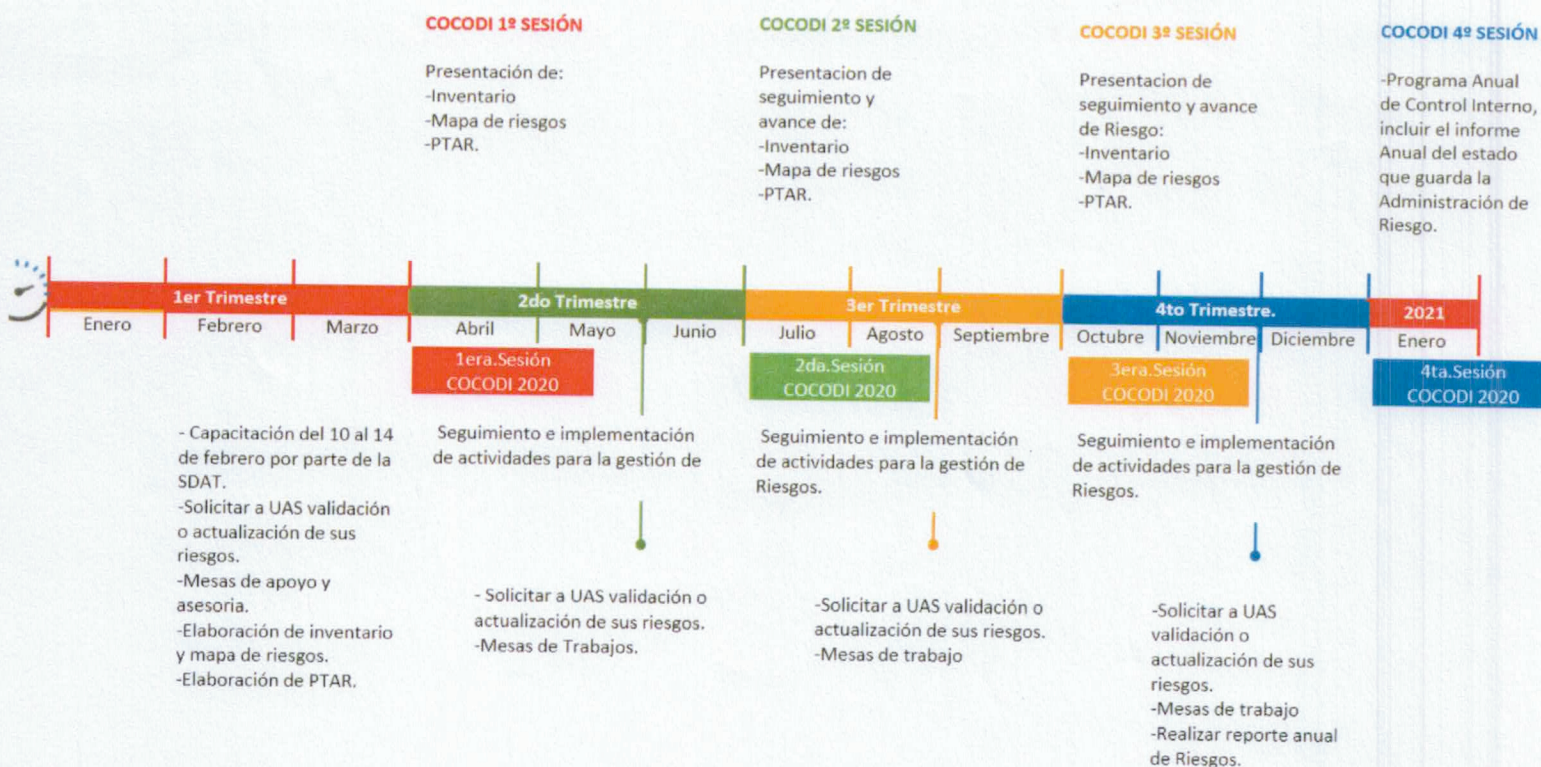 COCODI 1º SESIÓN
Presentación de:
-Inventario
-Mapa de riesgos
-PTAR.
COCODI 2º SESIÓN
Presentacion de
seguimiento y
avance de:
-Inventario
-Mapa de riesgos
-PTAR.
COCODI 3º SESIÓN
Presentacion de
seguimiento y avance
de Riesgo:
-Inventario
-Mapa de riesgos
-PTAR.
COCODI 4º SESIÓN
-Programa Anual
de Control Interno,
incluir el informe
Anual del estado
que guarda la
Administración de
Riesgo.
1er Trimestre
2do Trimestre
3er Trimestre
4to Trimestre.
2021
Enero
Febrero
Marzo
Abril
Mayo
Junio
Julio
Agosto
Septiembre
Octubre
Noviembre
Diciembre
Enero
1era.Sesión
COCODI 2020
2da.Sesión
COCODI 2020
3era.Sesión
COCODI 2020
4ta.Sesión
COCODI 2020
- Capacitación del 10 al 14
de febrero por parte de la
SDAT.
-Solicitar a UAS validación
o actualización de sus
riesgos.
-Mesas de apoyo y
asesoria.
-Elaboración de inventario
y mapa de riesgos.
-Elaboración de PTAR.
Seguimiento e implementación
de actividades para la gestión de
- Solicitar a UAS validación o
actualización de sus riesgos.
-Mesas de Trabajos.
Seguimiento e implementación
de actividades para la gestión de
Riesgos.
-Solicitar a UAS validación o
actualización de sus riesgos.
-Mesas de trabajo
Seguimiento e implementación
de actividades para la gestión de
Riesgos.
-Solicitar a UAS
validación o
actualización de sus
riesgos.
-Mesas de trabajo
-Realizar reporte anual
de Riesgos.